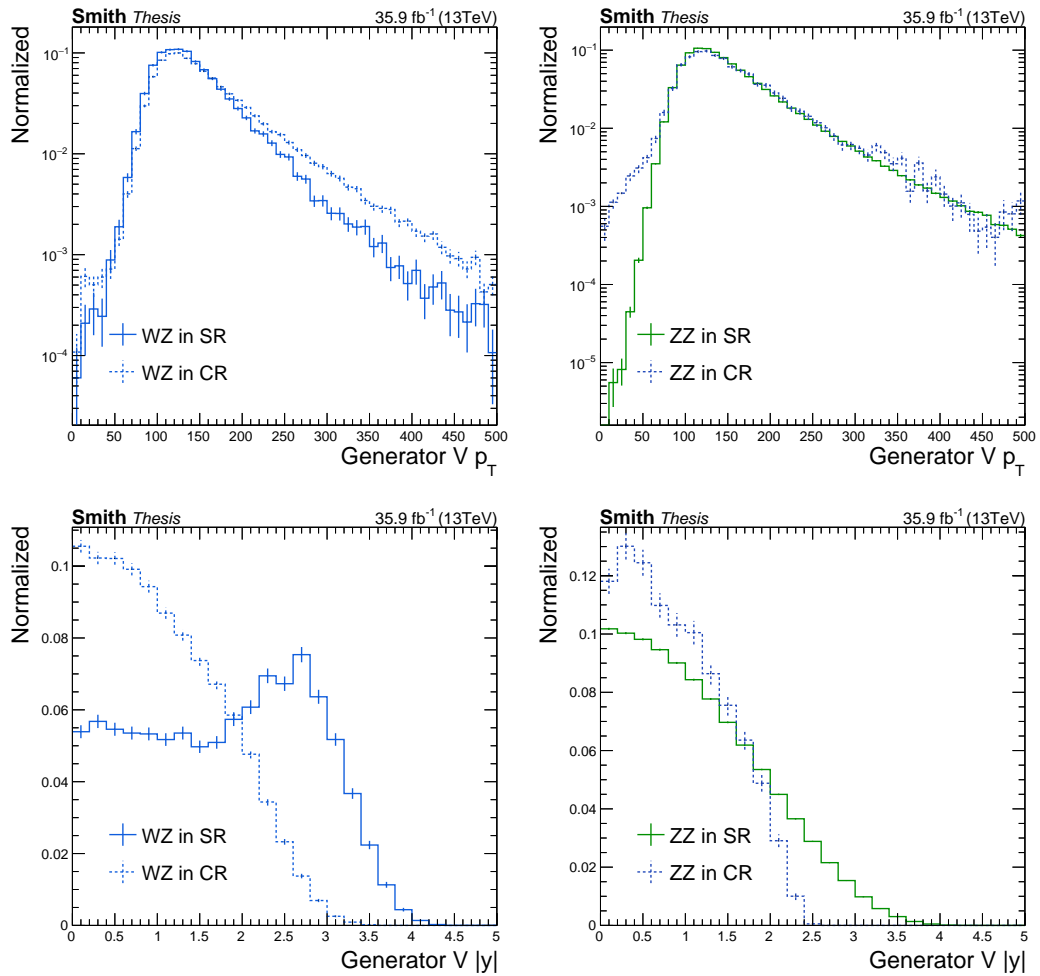 Smith Thesis 35.9 fb⁻¹ (13TeV)
Normalized
10⁻¹
10⁻²
10⁻³
10⁻⁴
WZ in SR
WZ in CR
0 50 100 150 200 250 300 350 400 450 500
Generator V p_T
Smith Thesis 35.9 fb⁻¹ (13TeV)
Normalized
10⁻¹
10⁻²
10⁻³
10⁻⁴
10⁻⁵
ZZ in SR
ZZ in CR
0 50 100 150 200 250 300 350 400 450 500
Generator V p_T
Smith Thesis 35.9 fb⁻¹ (13TeV)
Normalized
0.1
0.08
0.06
0.04
0.02
0
WZ in SR
WZ in CR
0 0.5 1 1.5 2 2.5 3 3.5 4 4.5 5
Generator V |y|
Smith Thesis 35.9 fb⁻¹ (13TeV)
Normalized
0.12
0.1
0.08
0.06
0.04
0.02
0
ZZ in SR
ZZ in CR
0 0.5 1 1.5 2 2.5 3 3.5 4 4.5 5
Generator V |y|